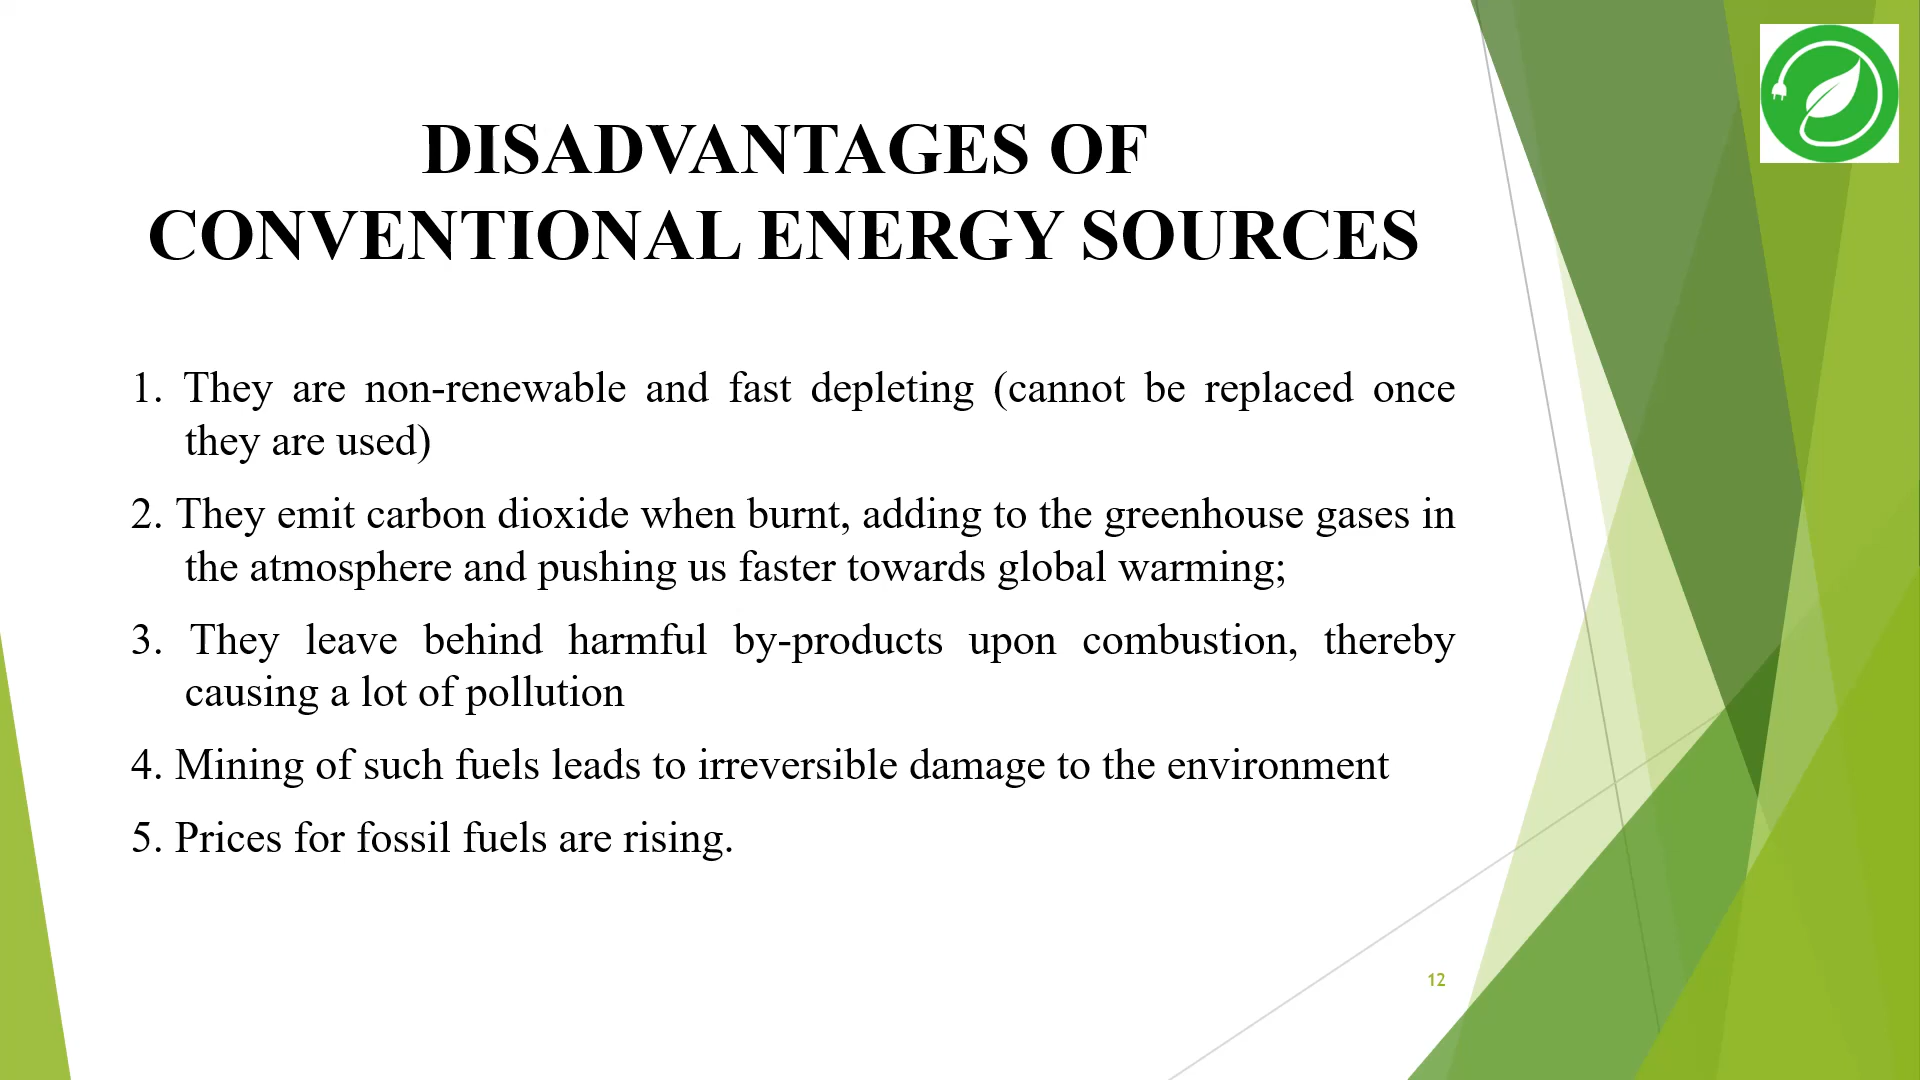 DISADVANTAGES OF
CONVENTIONAL ENERGY SOURCES
1. They are non-renewable and fast depleting (cannot be replaced once
they are used)
2. They emit carbon dioxide when burnt, adding to the greenhouse gases in
the atmosphere and pushing us faster towards global warming;
3. They leave behind harmful by-products upon combustion, thereby
causing a lot of pollution
4. Mining of such fuels leads to irreversible damage to the environment
5. Prices for fossil fuels are rising.
12